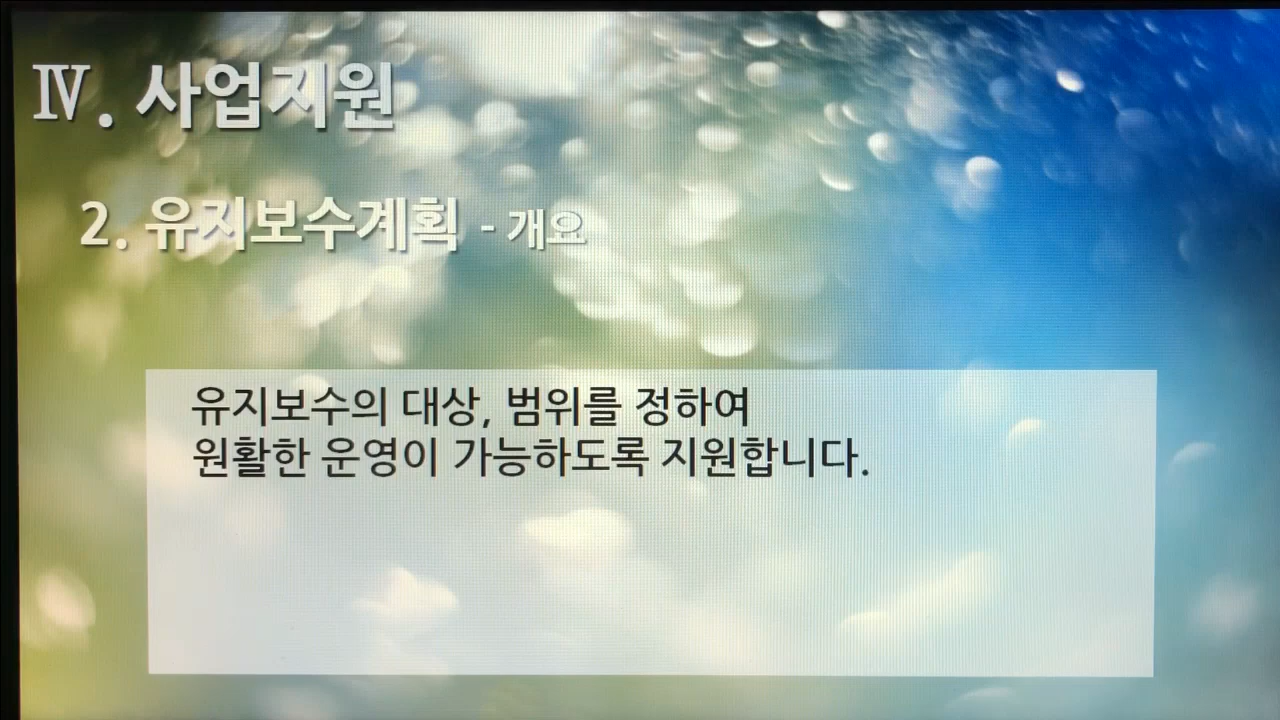 Ⅳ. 사업지원
2. 유지보수계획 - 개요
유지보수의 대상, 범위를 정하여
원활한 운영이 가능하도록 지원합니다.